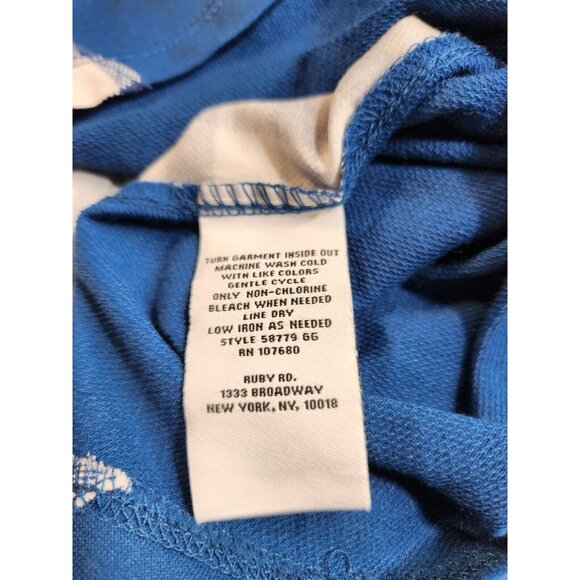 TURN GARMENT INSIDE OUT
MACHINE WASH COLD
WITH LIKE COLORS
GENTLE CYCLE
ONLY NON-CHLORINE
BLEACH WHEN NEEDED
LINE DRY
LOW IRON AS NEEDED
STYLE 58779 GG
RN 107680
RUBY RD.
1333 BROADWAY
NEW YORK, NY, 10018